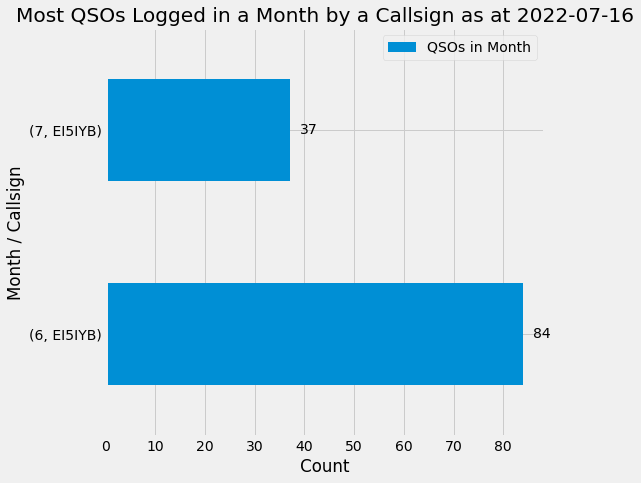 Most QSOs Logged in a Month by a Callsign as at 2022-07-16
QSOs in Month
(7, EI5IYB)
37
Month / Callsign
(6, EI5IYB)
84
0 10 20 30 40 50 60 70 80
Count